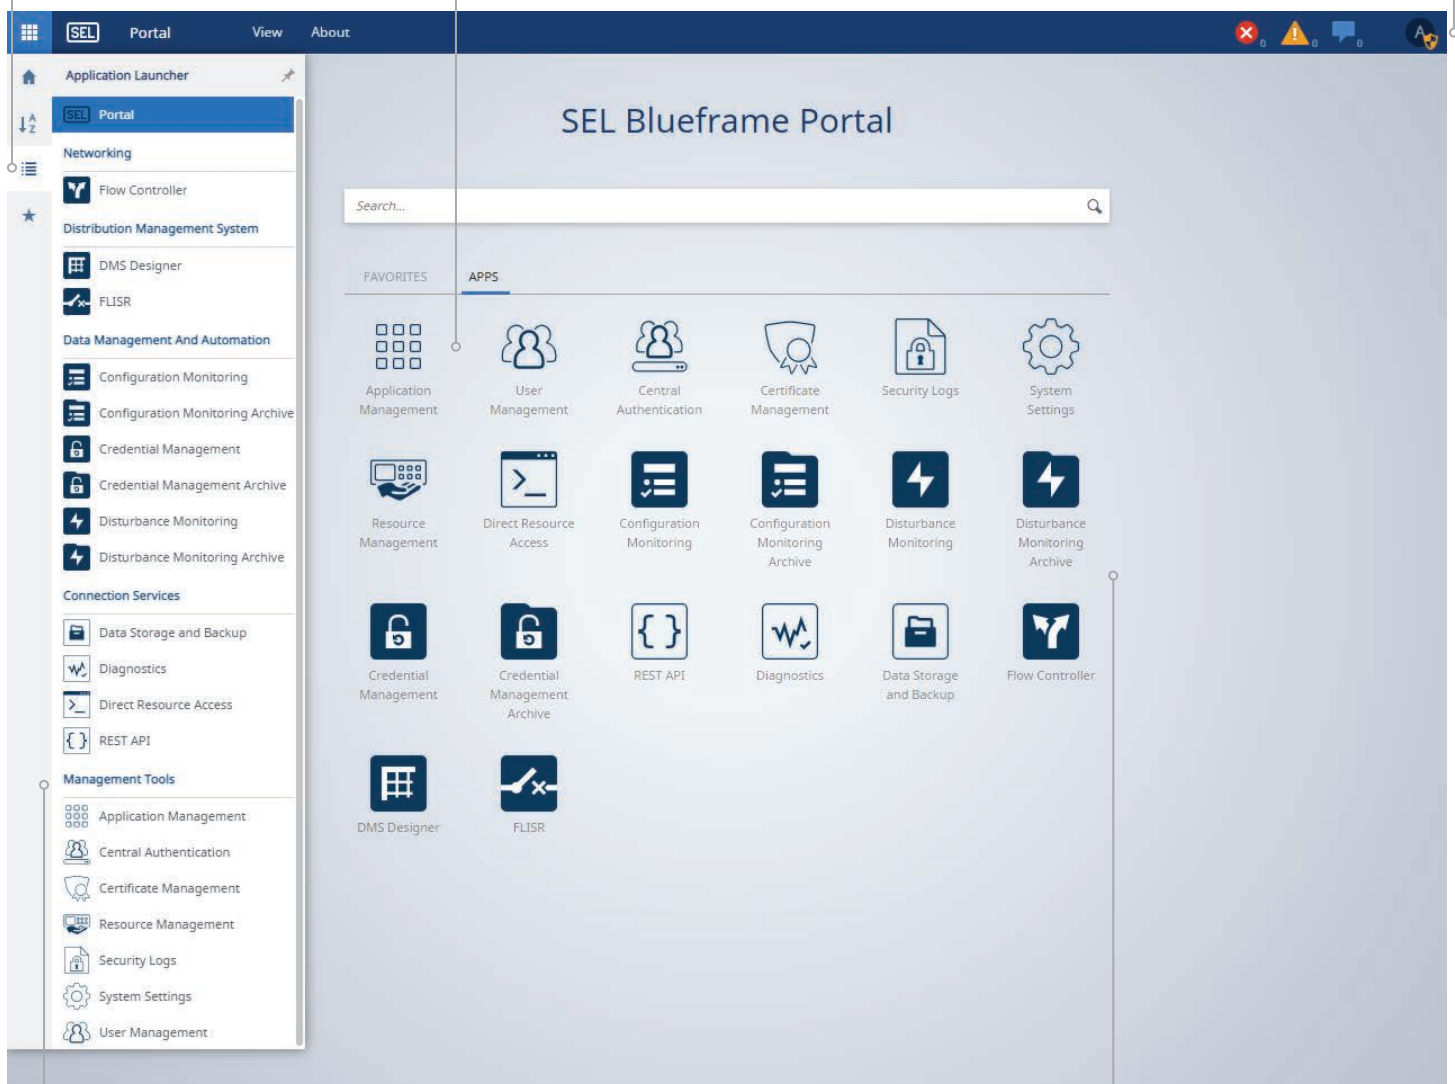 SEL Portal View About
0 0 0 A
Application Launcher
SEL Portal
A
Z
Networking
Flow Controller
Distribution Management System
DMS Designer
FLISR
Data Management And Automation
Configuration Monitoring
Configuration Monitoring Archive
Credential Management
Credential Management Archive
Disturbance Monitoring
Disturbance Monitoring Archive
Connection Services
Data Storage and Backup
Diagnostics
Direct Resource Access
REST API
Management Tools
Application Management
Central Authentication
Certificate Management
Resource Management
Security Logs
System Settings
User Management
SEL Blueframe Portal
Search...
FAVORITES APPS
Application
Management
User
Management
Central
Authentication
Certificate
Management
Security Logs
System
Settings
Resource
Management
Direct Resource
Access
Configuration
Monitoring
Configuration
Monitoring
Archive
Disturbance
Monitoring
Disturbance
Monitoring
Archive
Credential
Management
Credential
Management
Archive
REST API
Diagnostics
Data Storage
and Backup
Flow Controller
DMS Designer
FLISR